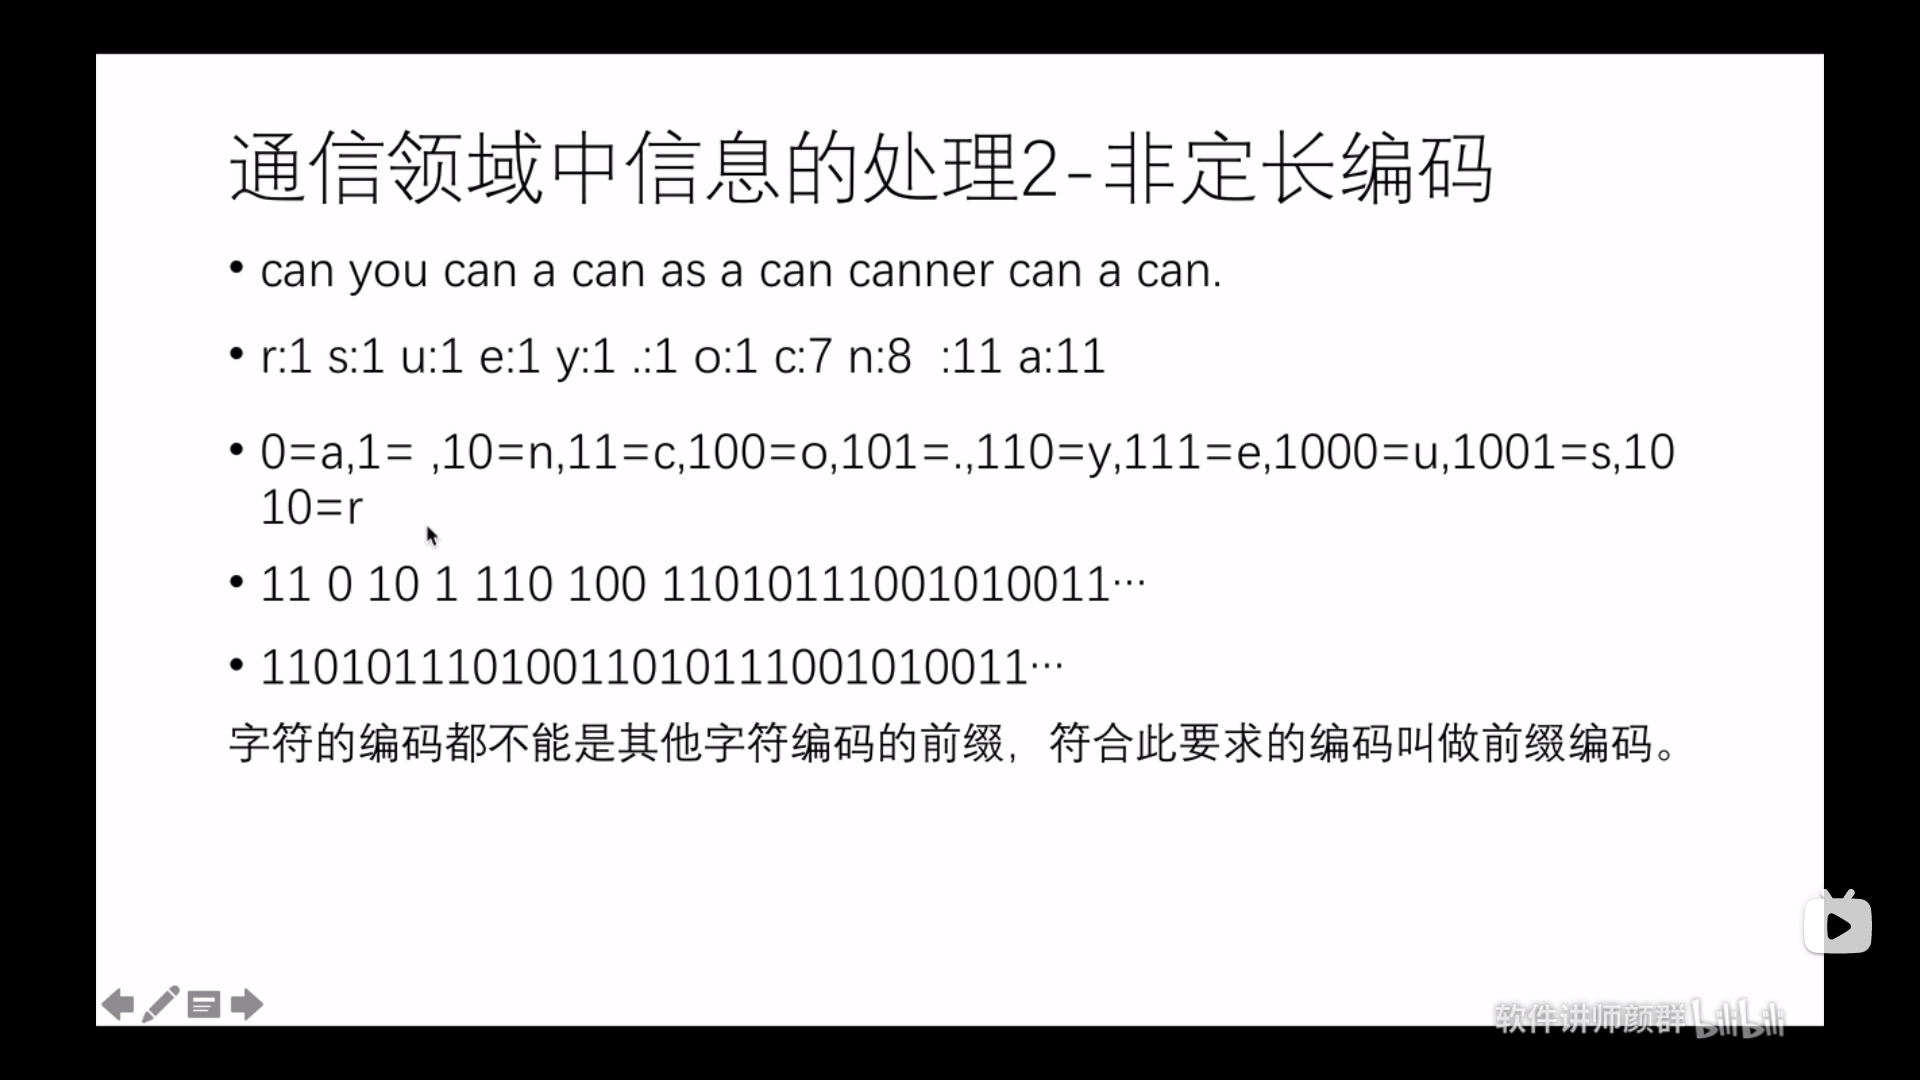 通信领域中信息的处理2-非定长编码
• can you can a can as a can canner can a can.
• r:1 s:1 u:1 e:1 y:1 .:1 o:1 c:7 n:8  :11 a:11
• 0=a,1= ,10=n,11=c,100=o,101=.,110=y,111=e,1000=u,1001=s,10
10=r
• 11 0 10 1 110 100 11010111001010011…
• 11010111010011010111001010011…
字符的编码都不能是其他字符编码的前缀，符合此要求的编码叫做前缀编码。
软件讲师颜群 bilibili